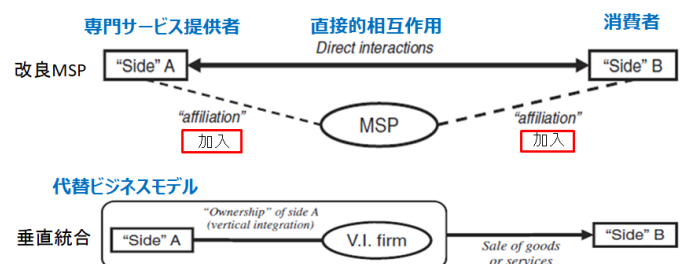 専門サービス提供者
直接的相互作用
消費者
Direct interactions
改良MSP
"Side" A
"Side" B
"affiliation"
加入
MSP
"affiliation"
加入
代替ビジネスモデル
"Ownership" of side A
(vertical integration)
垂直統合
"Side" A
V.I. firm
"Side" B
Sale of goods
or services